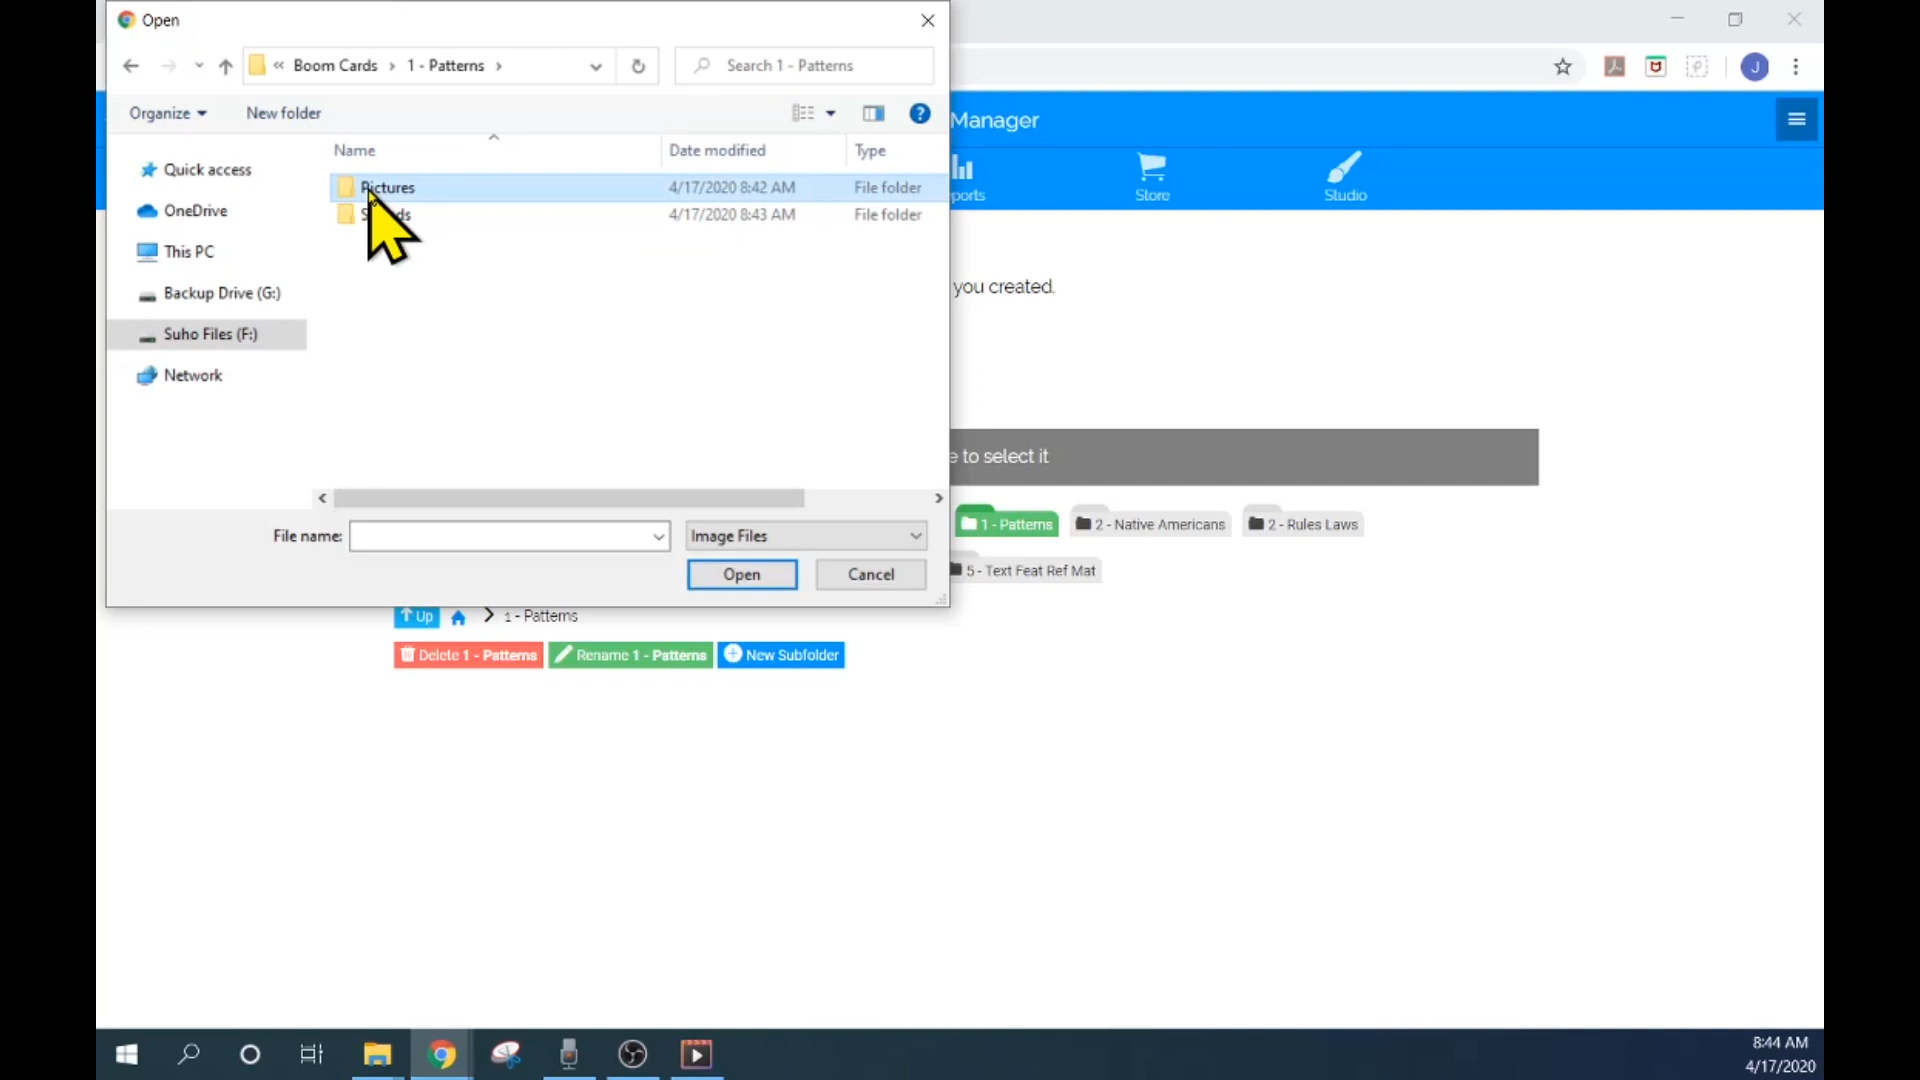 Open
« Boom Cards › 1 - Patterns ›
Search 1 - Patterns
Organize
New folder
Name
Date modified
Type
Quick access
OneDrive
This PC
Backup Drive (G:)
Suho Files (F:)
Network
Pictures
4/17/2020 8:42 AM
File folder
4/17/2020 8:43 AM
File folder
File name:
Image Files
Open
Cancel
J
Manager
Store
Studio
you created.
to select it
1 - Patterns
2 - Native Americans
2 - Rules Laws
5 - Text Feat Ref Mat
Up
1 - Patterns
Delete 1 - Patterns
Rename 1 - Patterns
New Subfolder
8:44 AM
4/17/2020